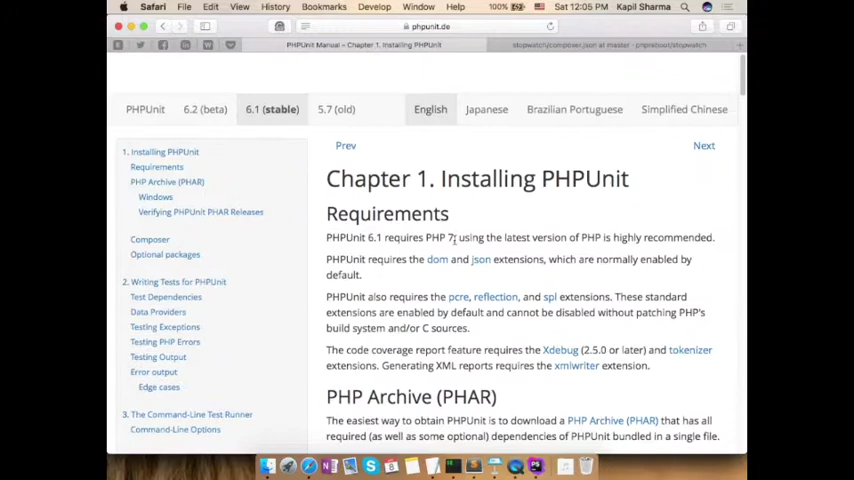 Safari File Edit View History Bookmarks Develop Window Help 100% Sat 12:05 PM Kapil Sharma
phpunit.de
PHPUnit Manual – Chapter 1. Installing PHPUnit
stopwatch/composer.json at master · phpreboot/stopwatch
PHPUnit 6.2 (beta) 6.1 (stable) 5.7 (old) English Japanese Brazilian Portuguese Simplified Chinese
1. Installing PHPUnit
Requirements
PHP Archive (PHAR)
Windows
Verifying PHPUnit PHAR Releases
Composer
Optional packages
2. Writing Tests for PHPUnit
Test Dependencies
Data Providers
Testing Exceptions
Testing PHP Errors
Testing Output
Error output
Edge cases
3. The Command-Line Test Runner
Command-Line Options
Prev Next
Chapter 1. Installing PHPUnit
Requirements
PHPUnit 6.1 requires PHP 7; using the latest version of PHP is highly recommended.
PHPUnit requires the dom and json extensions, which are normally enabled by
default.
PHPUnit also requires the pcre, reflection, and spl extensions. These standard
extensions are enabled by default and cannot be disabled without patching PHP's
build system and/or C sources.
The code coverage report feature requires the Xdebug (2.5.0 or later) and tokenizer
extensions. Generating XML reports requires the xmlwriter extension.
PHP Archive (PHAR)
The easiest way to obtain PHPUnit is to download a PHP Archive (PHAR) that has all
required (as well as some optional) dependencies of PHPUnit bundled in a single file.